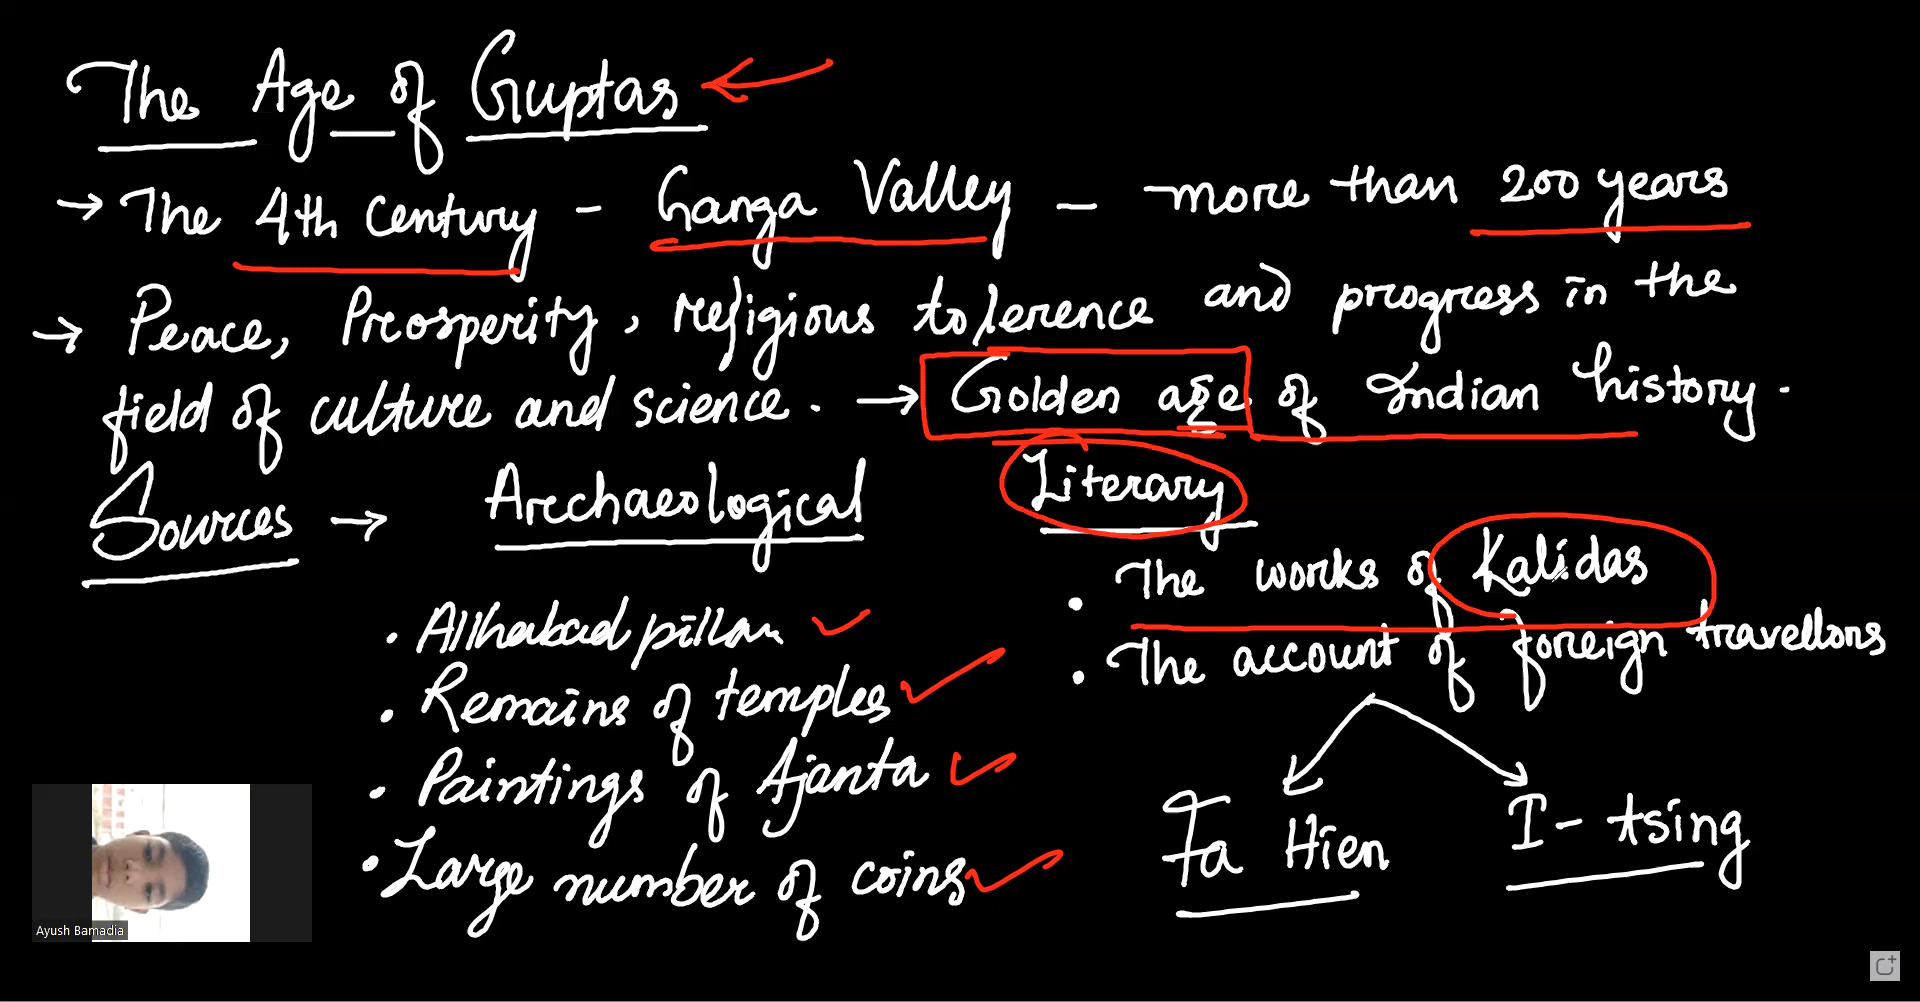 The Age of Guptas
→ The 4th Century - Ganga Valley - more than 200 years
→ Peace, Prosperity, religious tolerence and progress in the
field of culture and science. → Golden age of Indian history.
Sources → Archaeological Literary
• Allhabad pillar
• Remains of temples
• Paintings of Ajanta
• Large number of coins
• The works of Kalidas
• The account of foreign travellors
Fa Hien I-tsing
Ayush Bamadia